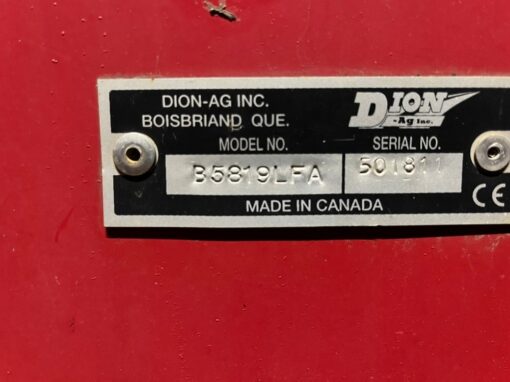 DION-AG INC.
BOISBRIAND QUE.
DION
-Ag Inc.
MODEL NO.
SERIAL NO.
B5819LFA
501811
MADE IN CANADA
CE